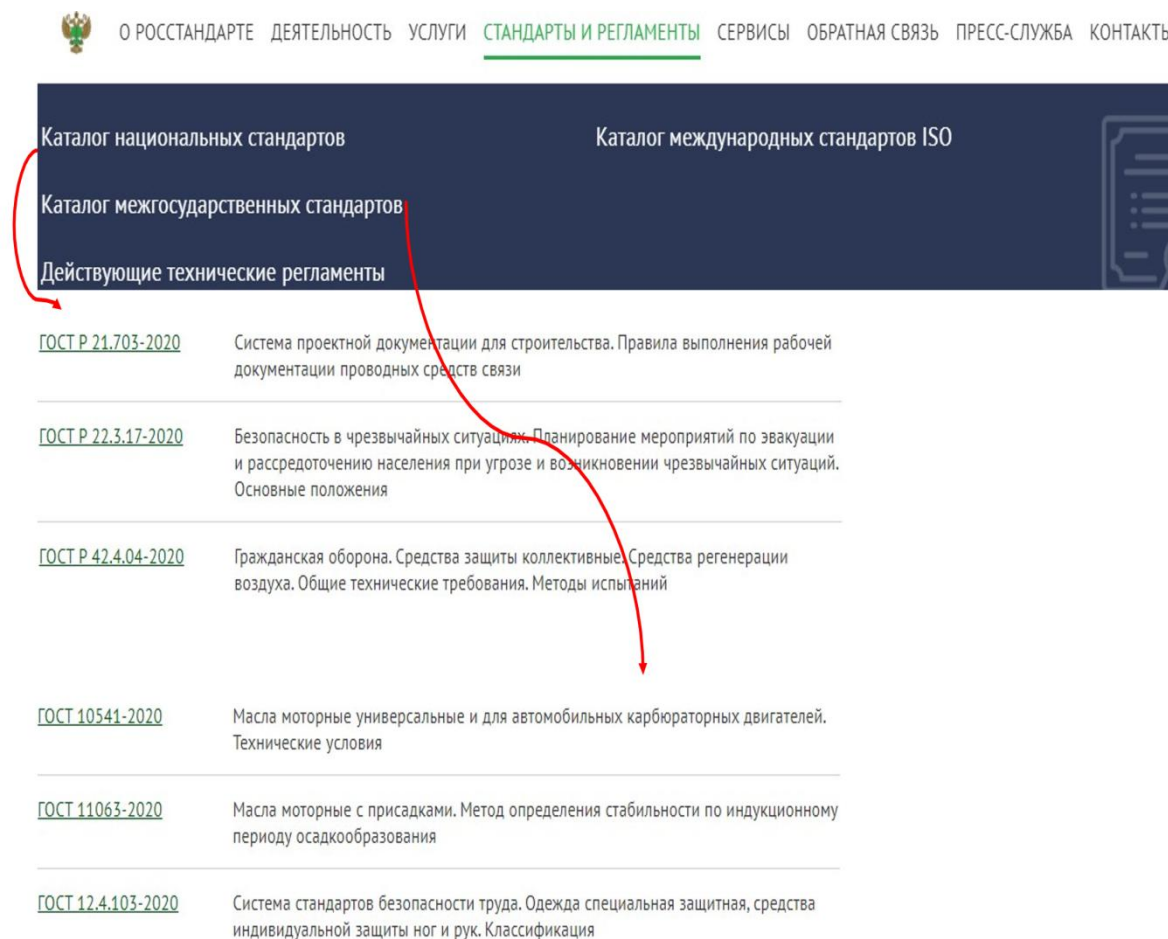 О РОССТАНДАРТЕ ДЕЯТЕЛЬНОСТЬ УСЛУГИ СТАНДАРТЫ И РЕГЛАМЕНТЫ СЕРВИСЫ ОБРАТНАЯ СВЯЗЬ ПРЕСС-СЛУЖБА КОНТАКТЫ
Каталог национальных стандартов Каталог международных стандартов ISO
Каталог межгосударственных стандартов
Действующие технические регламенты
ГОСТ Р 21.703-2020 Система проектной документации для строительства. Правила выполнения рабочей
документации проводных средств связи
ГОСТ Р 22.3.17-2020 Безопасность в чрезвычайных ситуациях. Планирование мероприятий по эвакуации
и рассредоточению населения при угрозе и возникновении чрезвычайных ситуаций.
Основные положения
ГОСТ Р 42.4.04-2020 Гражданская оборона. Средства защиты коллективные. Средства регенерации
воздуха. Общие технические требования. Методы испытаний
ГОСТ 10541-2020 Масла моторные универсальные и для автомобильных карбюраторных двигателей.
Технические условия
ГОСТ 11063-2020 Масла моторные с присадками. Метод определения стабильности по индукционному
периоду осадкообразования
ГОСТ 12.4.103-2020 Система стандартов безопасности труда. Одежда специальная защитная, средства
индивидуальной защиты ног и рук. Классификация